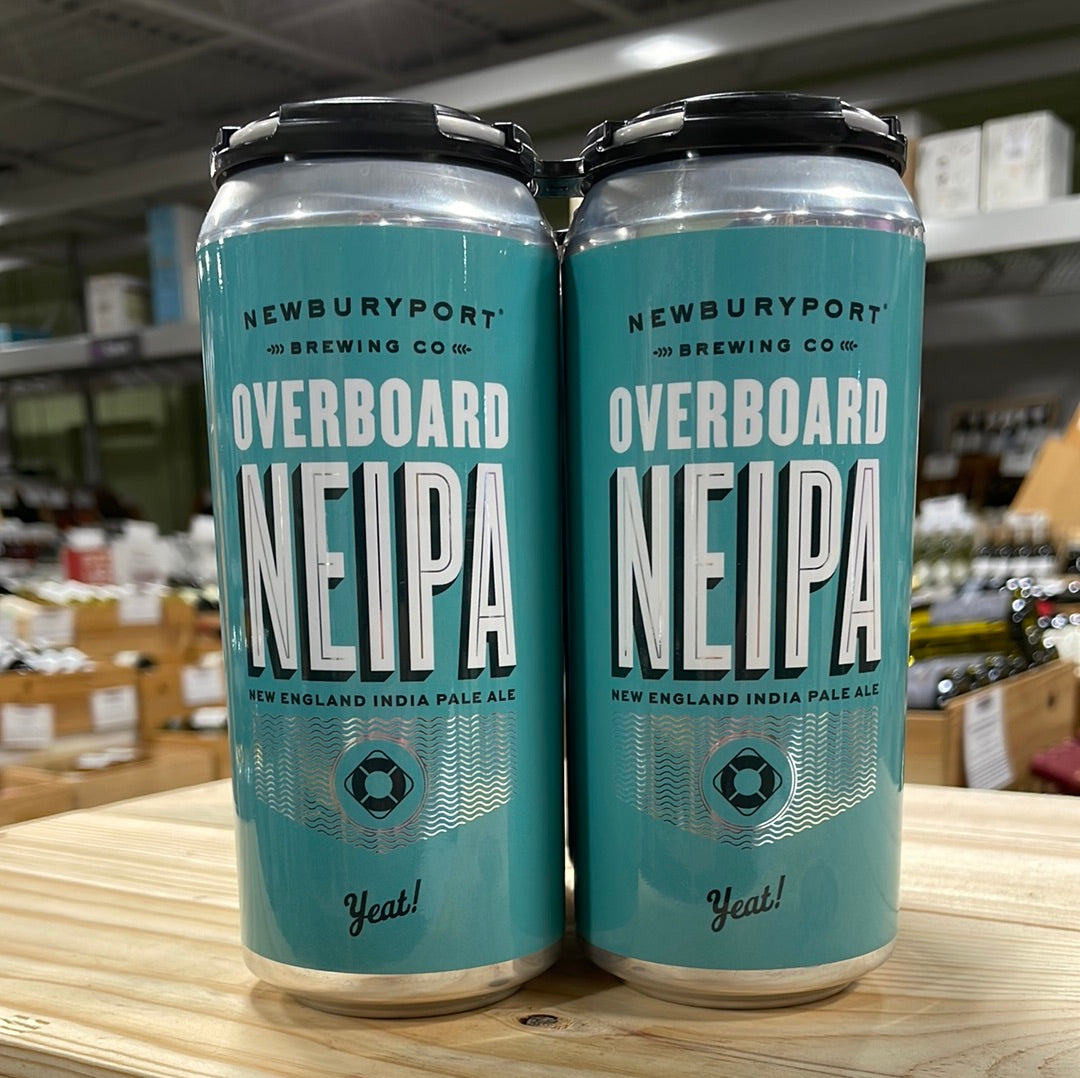 NEWBURYPORT®
BREWING CO
OVERBOARD
NEIPA
NEW ENGLAND INDIA PALE ALE
Yeat!
NEWBURYPORT®
BREWING CO
OVERBOARD
NEIPA
NEW ENGLAND INDIA PALE ALE
Yeat!